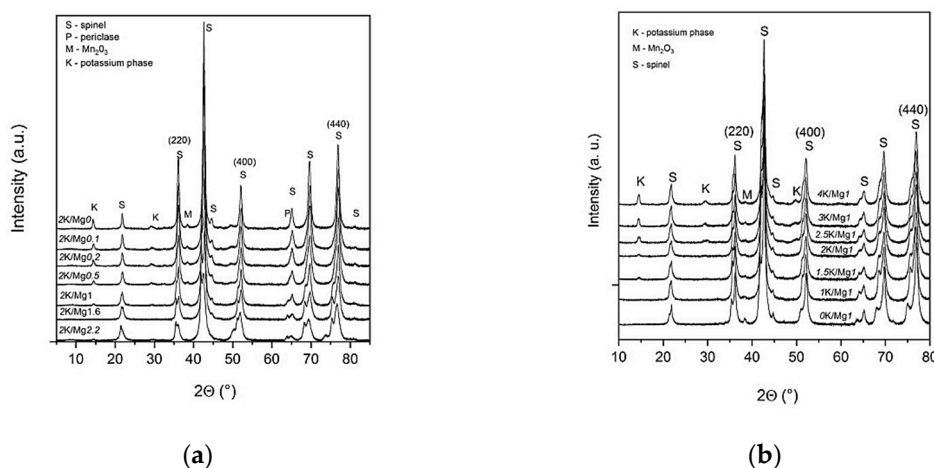 S - spinel
P - periclase
M - Mn₂0₃
K - potassium phase
Intensity (a.u.)
S
(440)
S
(220)
S
(400)
S
S
S
K
S
K
M
S
P
S
2K/Mg0
2K/Mg0.1
2K/Mg0.2
2K/Mg0.5
2K/Mg1
2K/Mg1.6
2K/Mg2.2
10 20 30 40 50 60 70 80
2Θ (°)
(a)
K - potassium phase
M - Mn₂O₃
S - spinel
Intensity (a. u.)
S
(440)
S
(220)
S
(400)
S
S
K
S
K
M
S
K
S
4K/Mg1
3K/Mg1
2.5K/Mg1
2K/Mg1
1.5K/Mg1
1K/Mg1
0K/Mg1
10 20 30 40 50 60 70 80
2Θ (°)
(b)